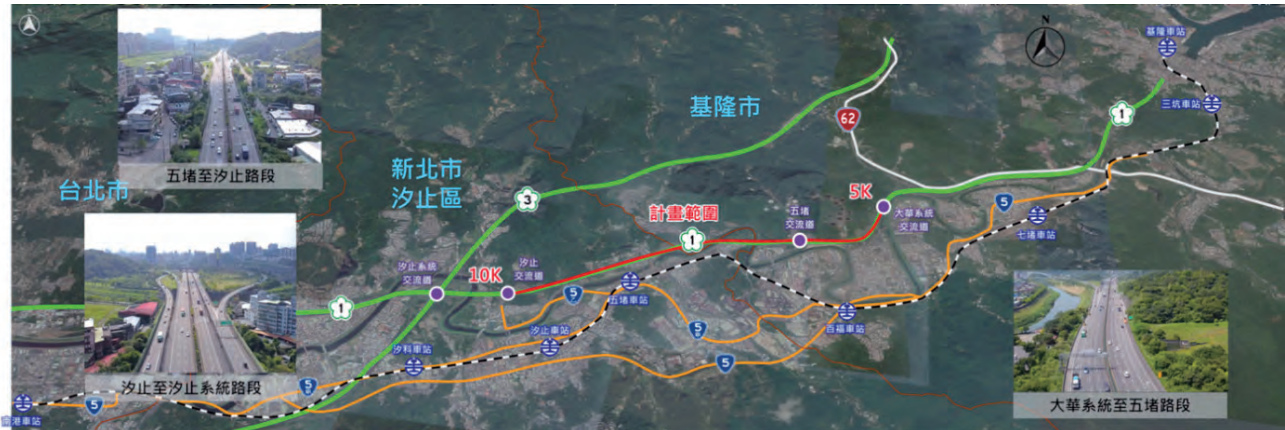 N
基隆車站
三坑車站
基隆市
62
1
五堵至汐止路段
新北市
汐止區
台北市
3
5K
5
計畫範圍
1
五堵
交流道
大華系統
交流道
七堵車站
汐止系統
交流道
10K
汐止
交流道
1
5
五堵車站
百福車站
汐止車站
5
汐科車站
5
5
汐止至汐止系統路段
5
南港車站
大華系統至五堵路段